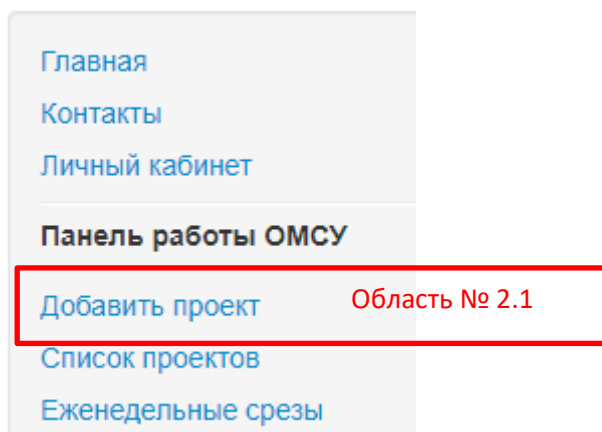 Главная
Контакты
Личный кабинет
Панель работы ОМСУ
Добавить проект Область № 2.1
Список проектов
Еженедельные срезы